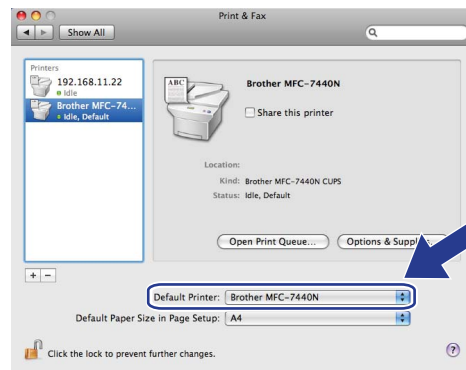 Print & Fax
Show All
Printers
192.168.11.22
Idle
Brother MFC-74...
Idle, Default
ABC
Brother MFC-7440N
Share this printer
Location:
Kind: Brother MFC-7440N CUPS
Status: Idle, Default
Open Print Queue... Options & Supplies...
+ -
Default Printer: Brother MFC-7440N
Default Paper Size in Page Setup: A4
Click the lock to prevent further changes.
?